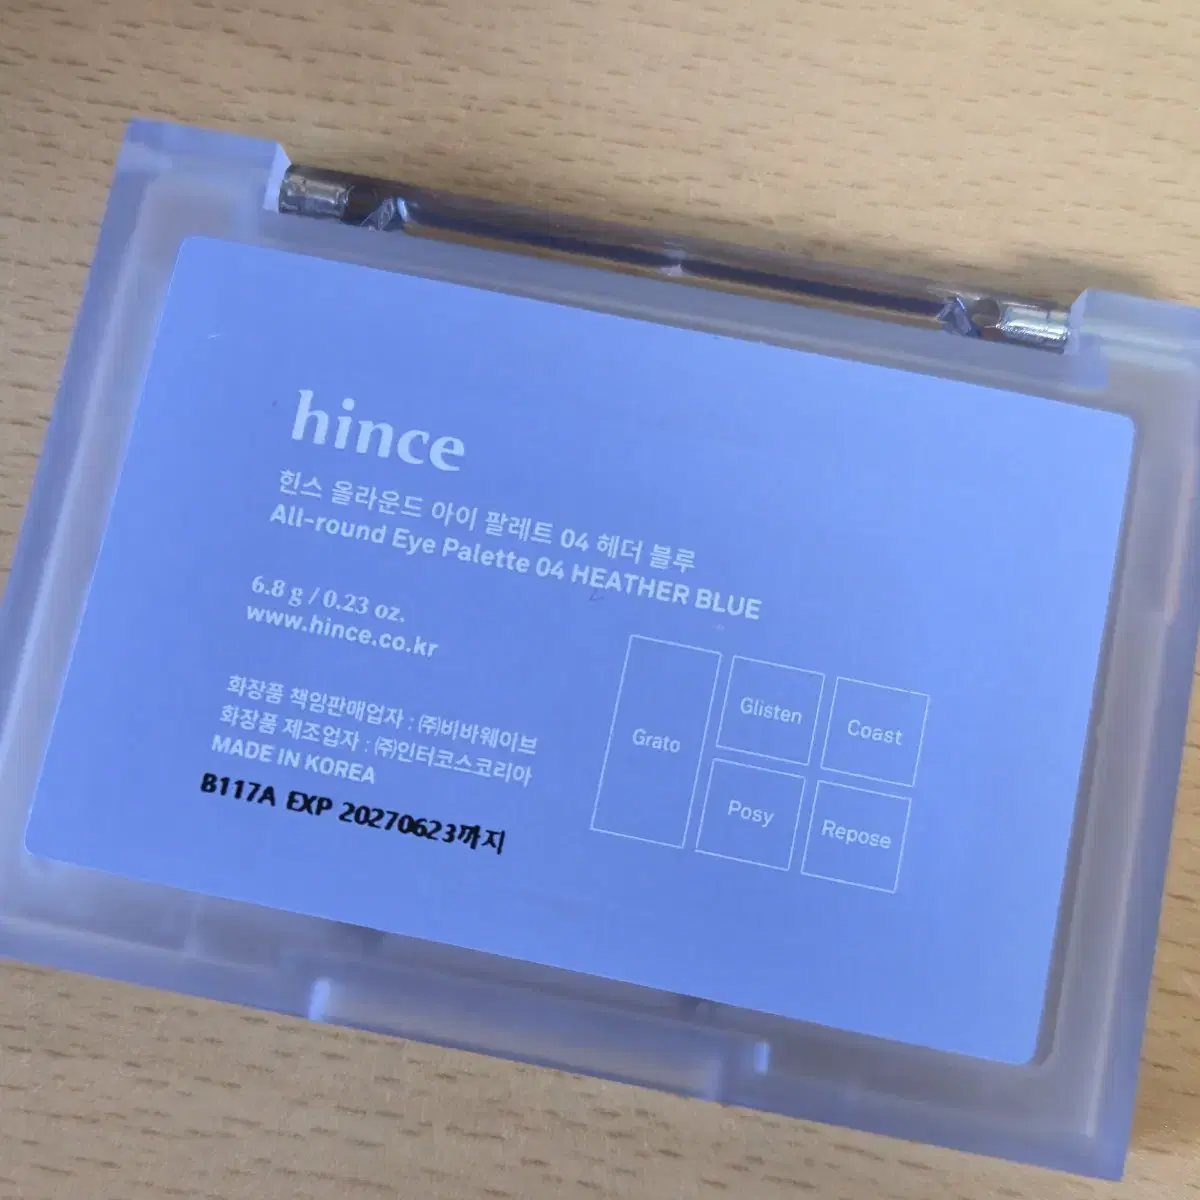 hince
힌스 올라운드 아이 팔레트 04 헤더 블루
All-round Eye Palette 04 HEATHER BLUE
6.8 g / 0.23 oz.
www.hince.co.kr
화장품 책임판매업자 : ㈜비바웨이브
화장품 제조업자 : ㈜인터코스코리아
MADE IN KOREA
B117A EXP 20270623까지
Grato
Glisten
Coast
Posy
Repose